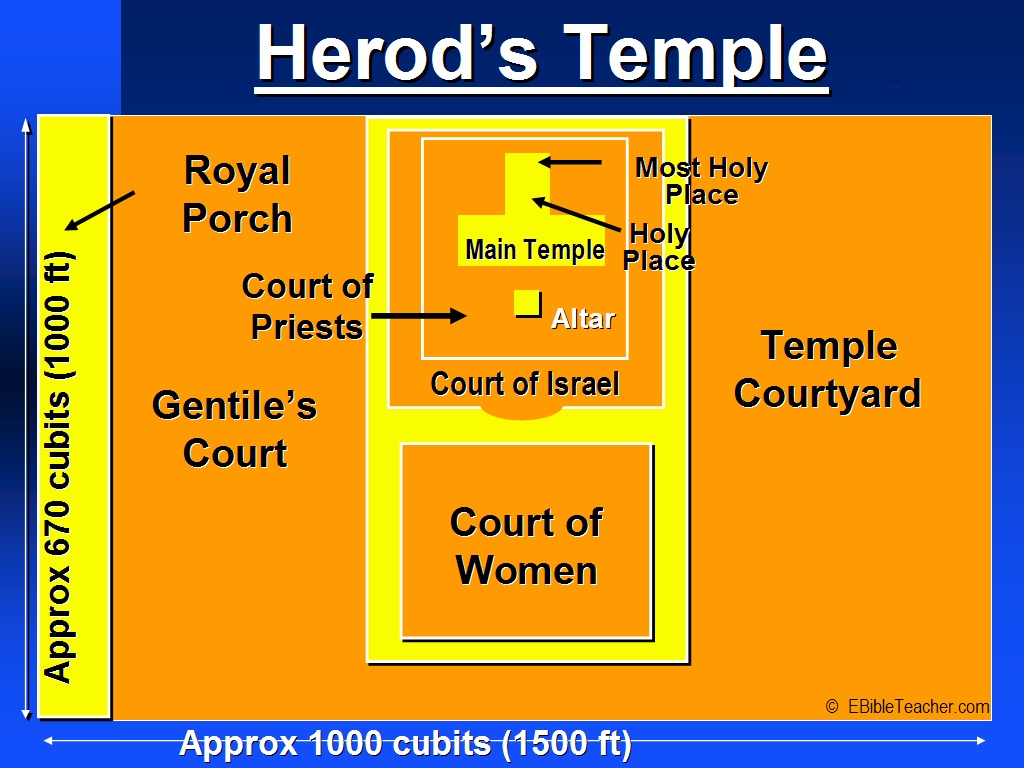 Herod’s Temple
Royal
Porch
Most Holy
Place
Holy
Place
Main Temple
Court of
Priests
Altar
Temple
Courtyard
Court of Israel
Gentile’s
Court
Court of
Women
Approx 670 cubits (1000 ft)
© EBibleTeacher.com
Approx 1000 cubits (1500 ft)